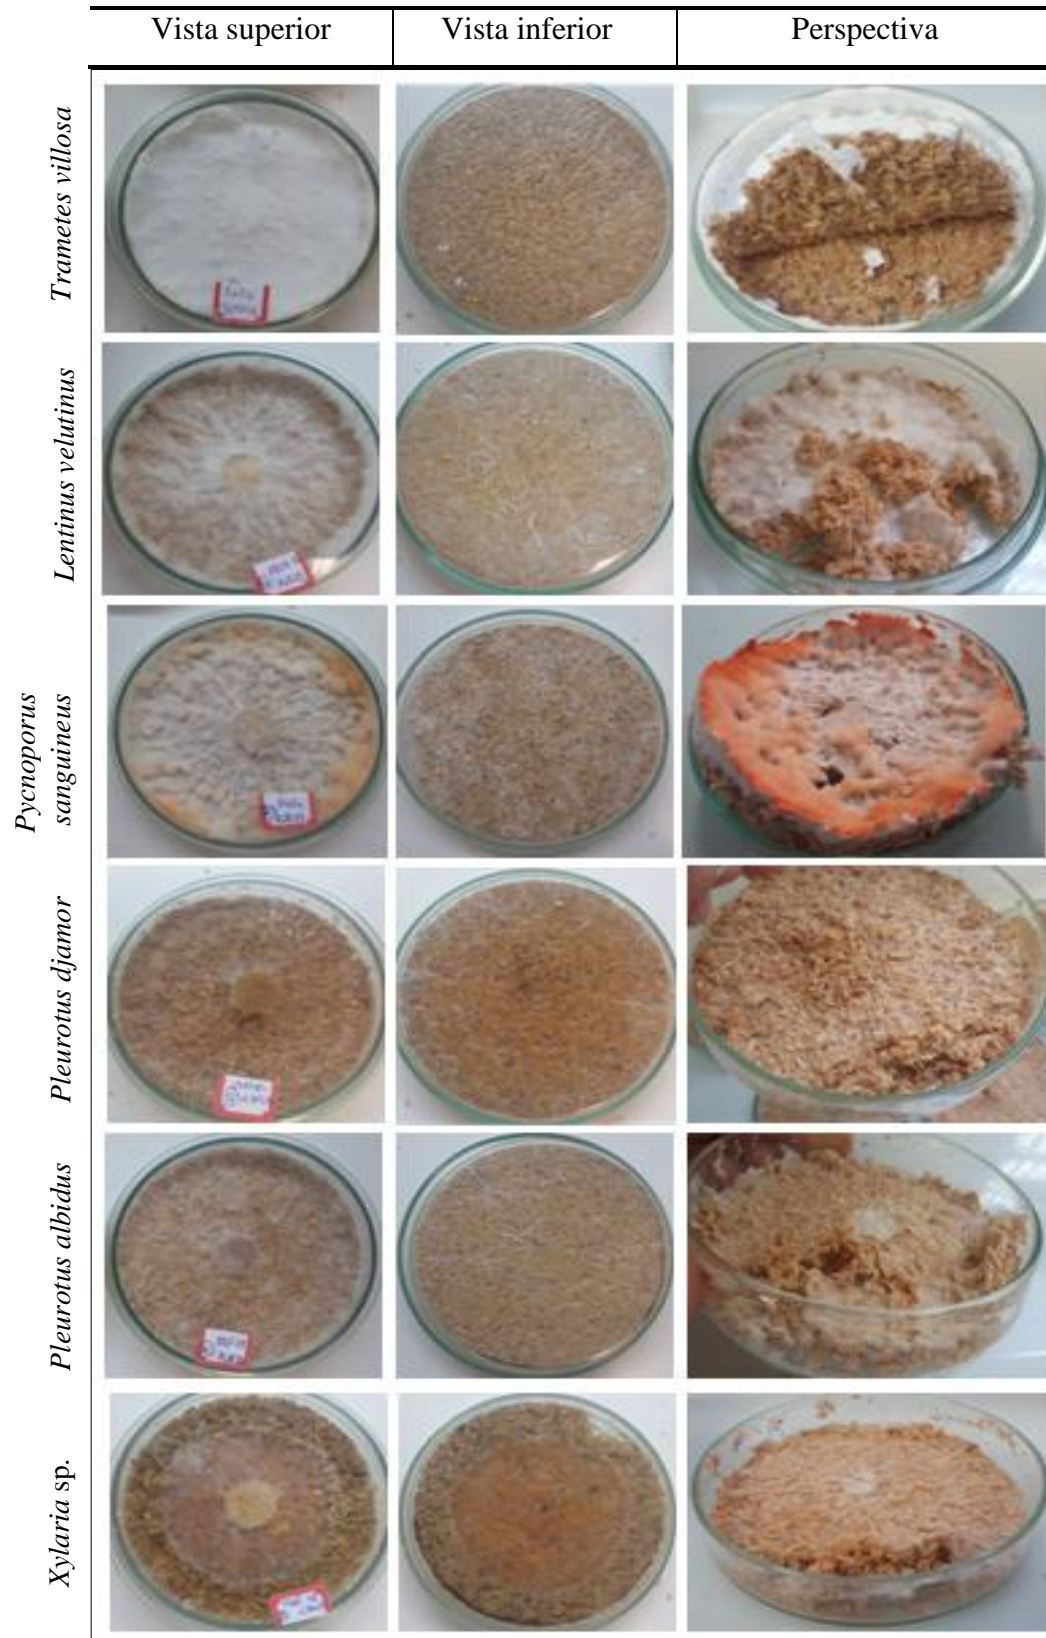 Vista superior
Vista inferior
Perspectiva
Trametes villosa
Lentinus velutinus
Pycnoporus
sanguineus
Pleurotus djamor
Pleurotus albidus
Xylaria sp.